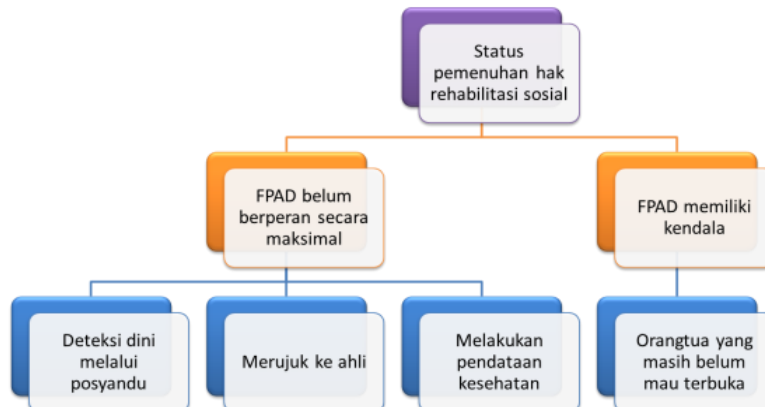 Status
pemenuhan hak
rehabilitasi sosial
FPAD belum
berperan secara
maksimal
FPAD memiliki
kendala
Deteksi dini
melalui
posyandu
Merujuk ke ahli
Melakukan
pendataan
kesehatan
Orangtua yang
masih belum
mau terbuka